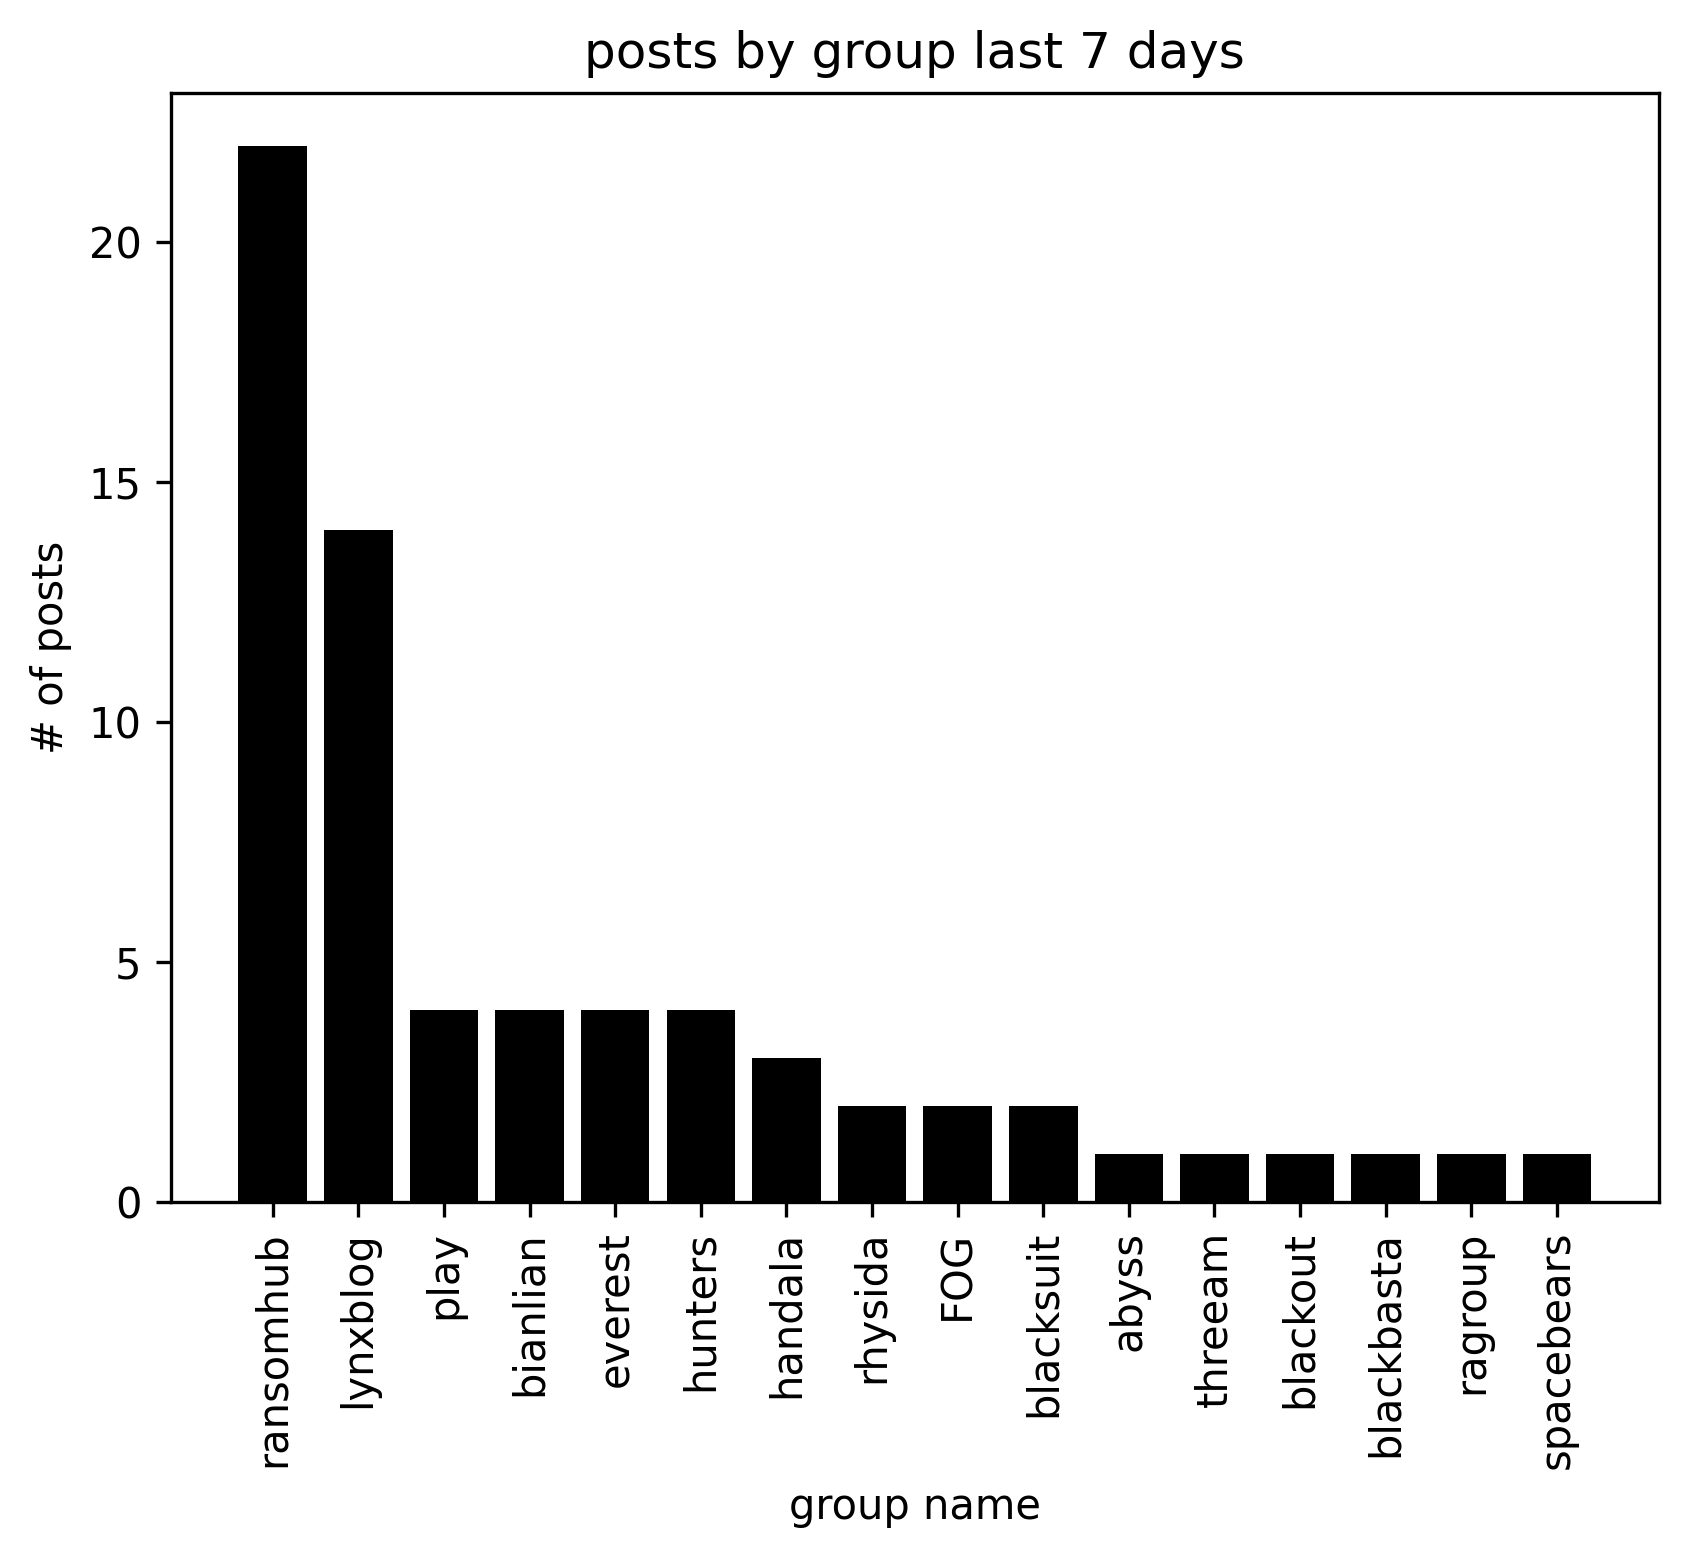 posts by group last 7 days
# of posts
20
15
10
5
0
ransomhub
lynxblog
play
bianlian
everest
hunters
handala
rhysida
FOG
blacksuit
abyss
threeam
blackout
blackbasta
ragroup
spacebears
group name